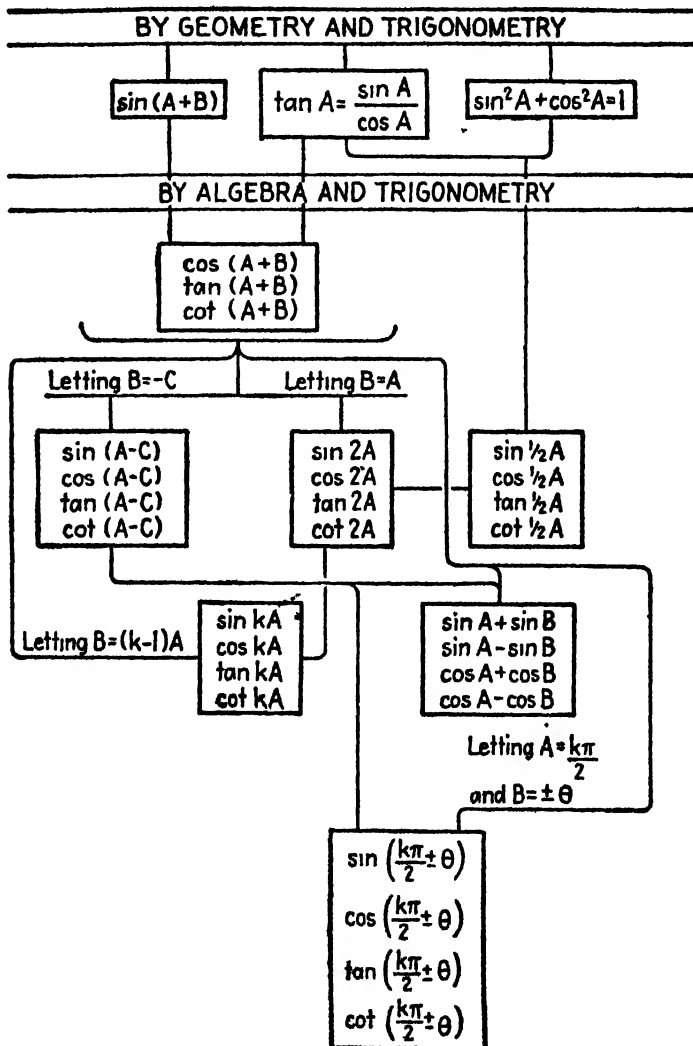 BY GEOMETRY AND TRIGONOMETRY
sin (A+B)
tan A = sin A / cos A
sin²A + cos²A = 1
BY ALGEBRA AND TRIGONOMETRY
cos (A+B)
tan (A+B)
cot (A+B)
Letting B=-C
Letting B=A
sin (A-C)
cos (A-C)
tan (A-C)
cot (A-C)
sin 2A
cos 2A
tan 2A
cot 2A
sin ½A
cos ½A
tan ½A
cot ½A
Letting B=(k-1)A
sin kA
cos kA
tan kA
cot kA
sin A + sin B
sin A - sin B
cos A + cos B
cos A - cos B
Letting A = kπ/2
and B = ± θ
sin (kπ/2 ± θ)
cos (kπ/2 ± θ)
tan (kπ/2 ± θ)
cot (kπ/2 ± θ)